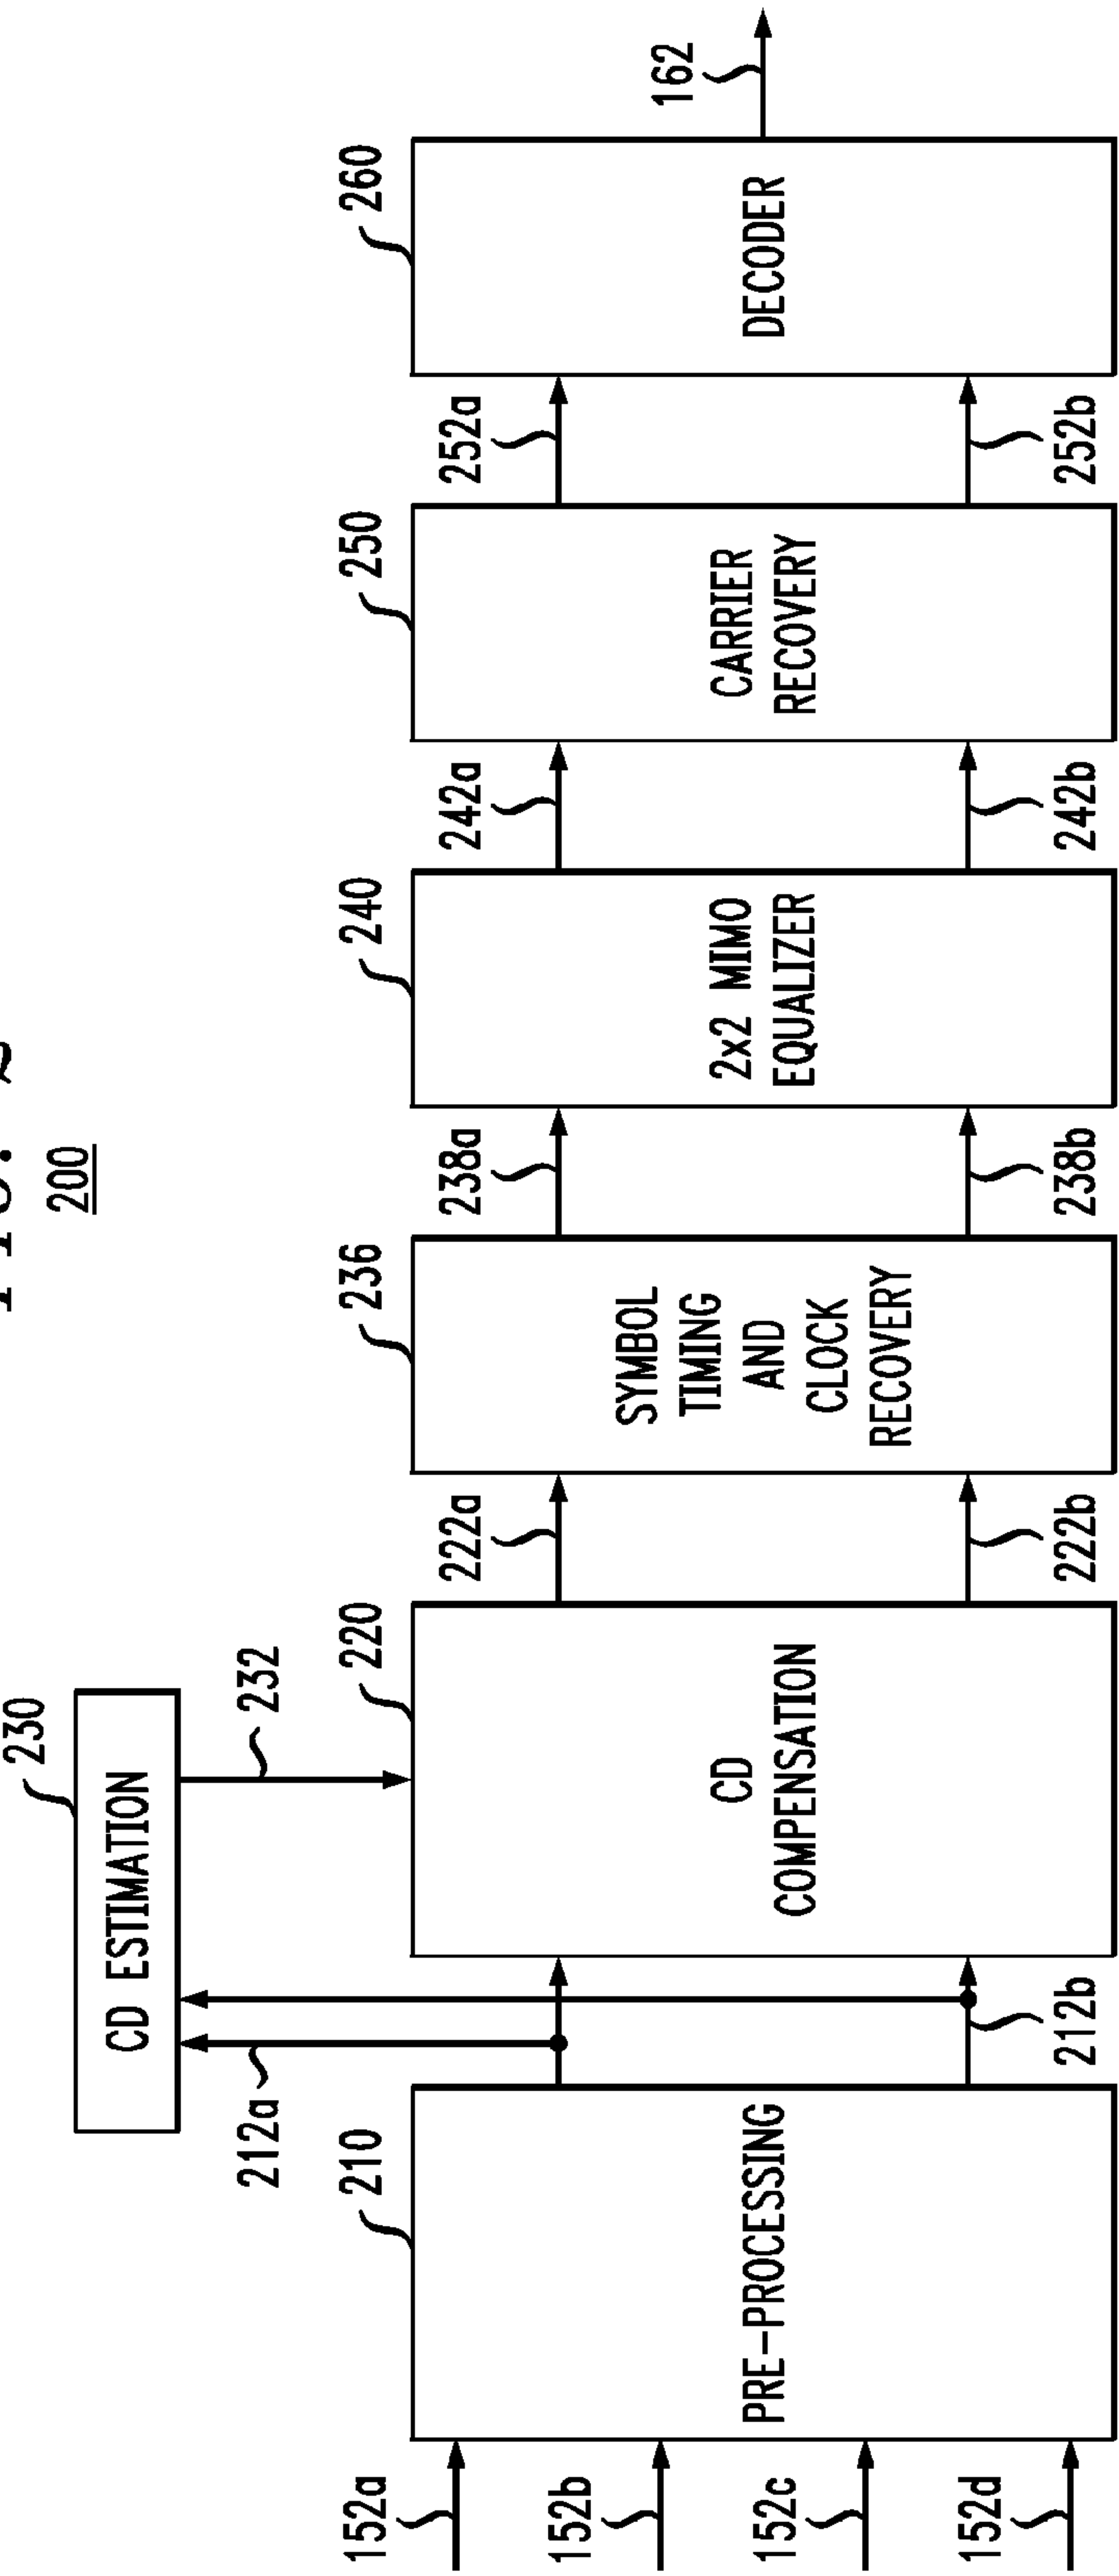 200
230
CD ESTIMATION
212a
232
210
220
236
240
250
260
152a
152b
152c
152d
PRE-PROCESSING
212b
CD
COMPENSATION
222a
222b
SYMBOL
TIMING
AND
CLOCK
RECOVERY
238a
238b
2x2 MIMO
EQUALIZER
242a
242b
CARRIER
RECOVERY
252a
252b
DECODER
162